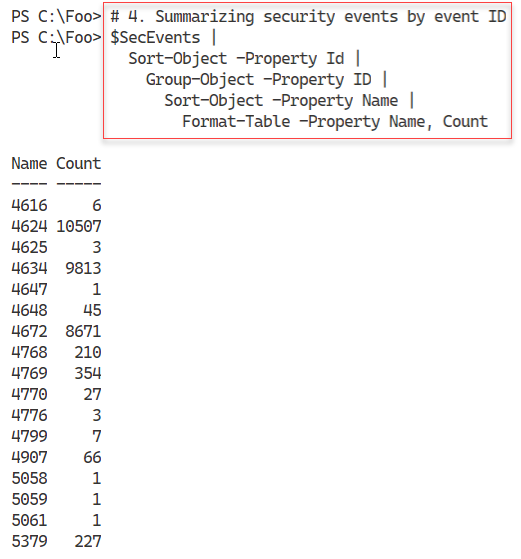 PS C:\Foo> # 4. Summarizing security events by event ID
PS C:\Foo> $SecEvents |
Sort-Object -Property Id |
Group-Object -Property ID |
Sort-Object -Property Name |
Format-Table -Property Name, Count
Name Count
---- -----
4616 6
4624 10507
4625 3
4634 9813
4647 1
4648 45
4672 8671
4768 210
4769 354
4770 27
4776 3
4799 7
4907 66
5058 1
5059 1
5061 1
5379 227